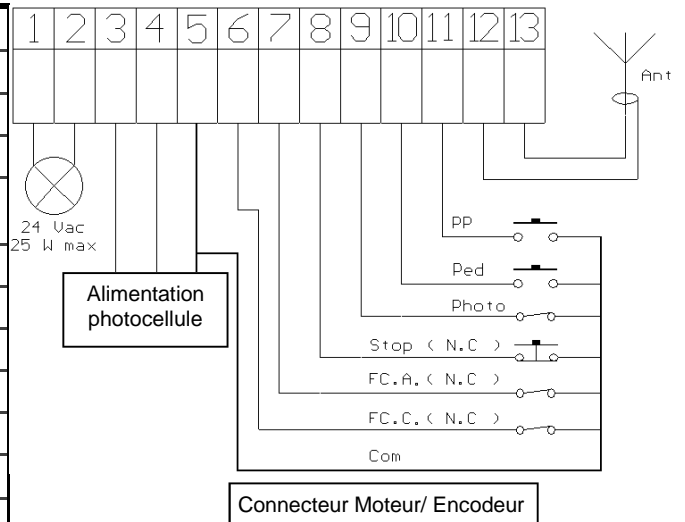 1 2 3 4 5 6 7 8 9 10 11 12 13
Ant
24 Vac
25 W max
PP
Ped
Alimentation
photocellule
Photo
Stop ( N.C )
FC.A. ( N.C )
FC.C. ( N.C )
Com
Connecteur Moteur/ Encodeur